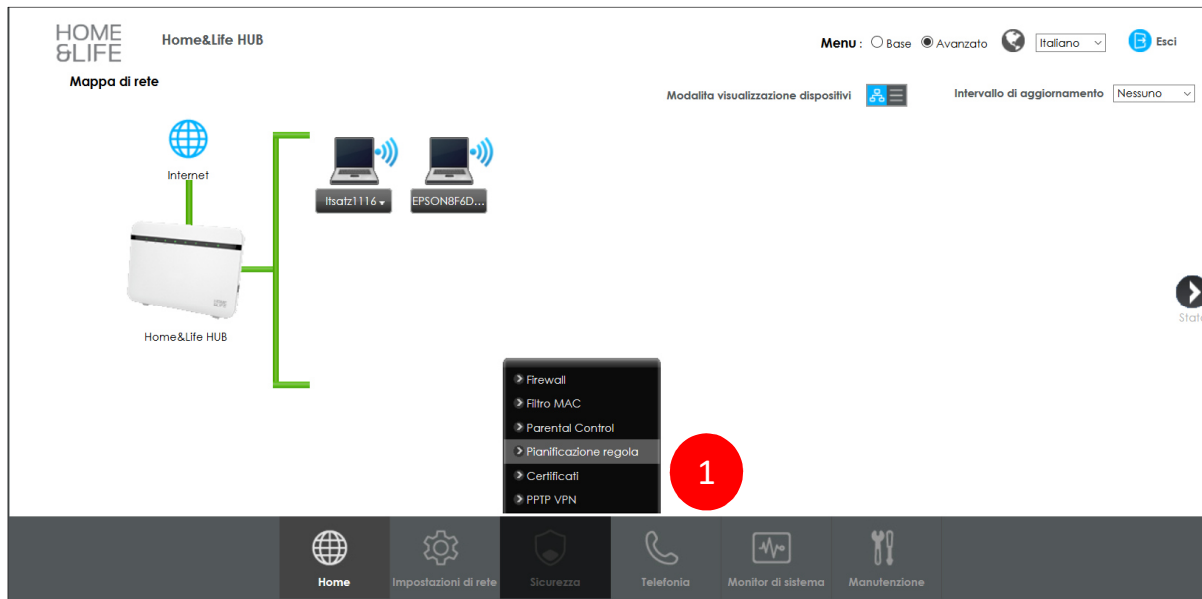 HOME
&LIFE
Home&Life HUB
Menu : Base Avanzato Italiano Esci
Mappa di rete
Modalita visualizzazione dispositivi
Intervallo di aggiornamento Nessuno
Internet
Itsatz1116
EPSON8F6D...
Home&Life HUB
Stato
Firewall
Filtro MAC
Parental Control
Pianificazione regola
Certificati
PPTP VPN
1
Home
Impostazioni di rete
Sicurezza
Telefonia
Monitor di sistema
Manutenzione